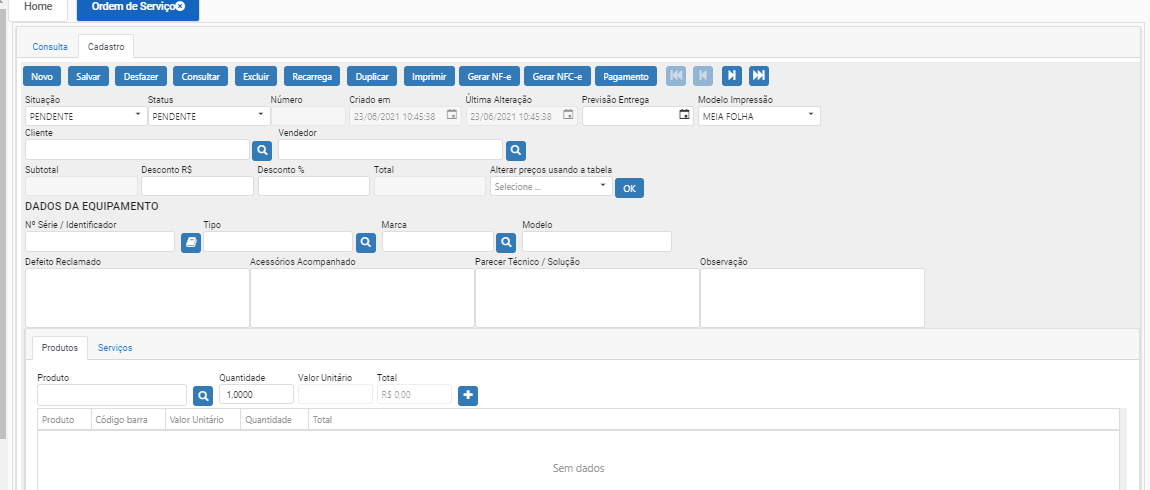 Home Ordem de Serviço
Consulta Cadastro
Novo Salvar Desfazer Consultar Excluir Recarrega Duplicar Imprimir Gerar NF-e Gerar NFC-e Pagamento
Situação Status Número Criado em Última Alteração Previsão Entrega Modelo Impressão
PENDENTE PENDENTE 23/06/2021 10:45:38 23/06/2021 10:45:38 MEIA FOLHA
Cliente Vendedor
Subtotal Desconto R$ Desconto % Total Alterar preços usando a tabela
Selecione ... OK
DADOS DA EQUIPAMENTO
Nº Série / Identificador Tipo Marca Modelo
Defeito Reclamado Acessórios Acompanhado Parecer Técnico / Solução Observação
Produtos Serviços
Produto Quantidade Valor Unitário Total
1,0000 R$ 0,00
Produto Código barra Valor Unitário Quantidade Total
Sem dados